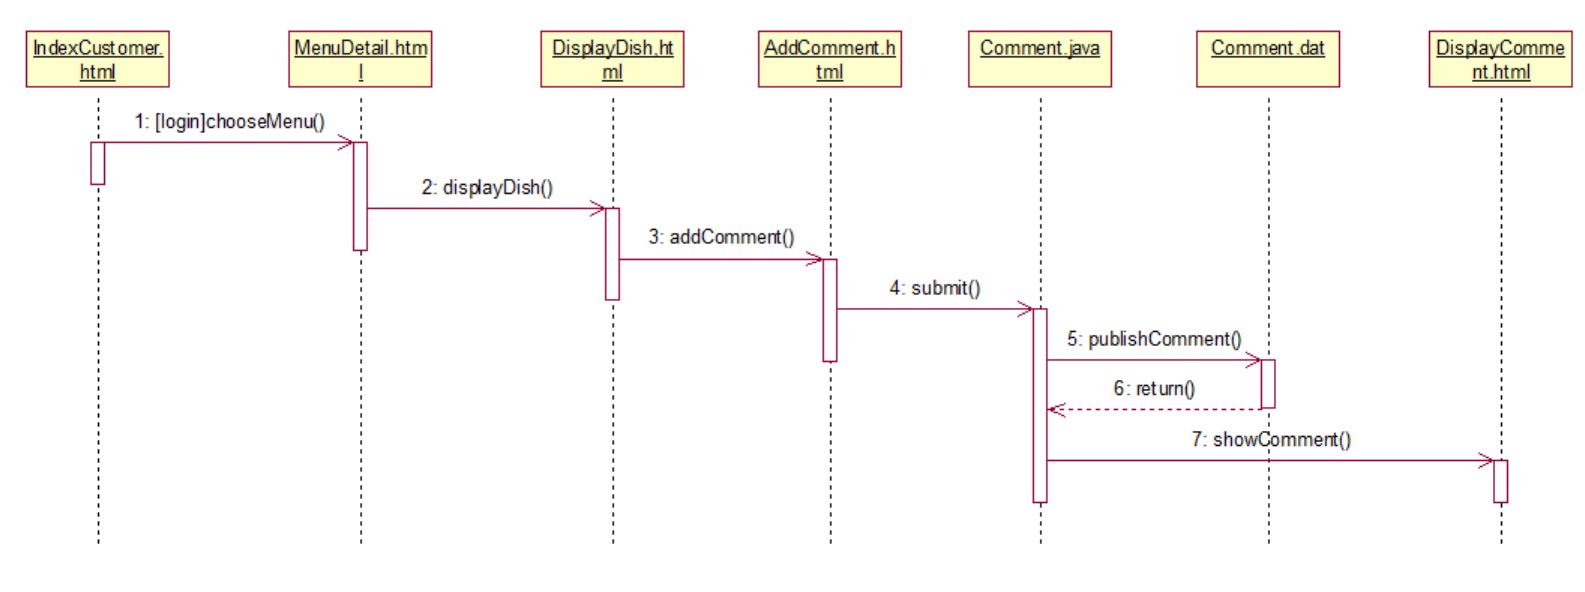 IndexCustomer.
html
MenuDetail.htm
l
DisplayDish,ht
ml
AddComment.h
tml
Comment.java
Comment.dat
DisplayComme
nt.html
1: [login]chooseMenu()
2: displayDish()
3: addComment()
4: submit()
5: publishComment()
6: return()
7: showComment()